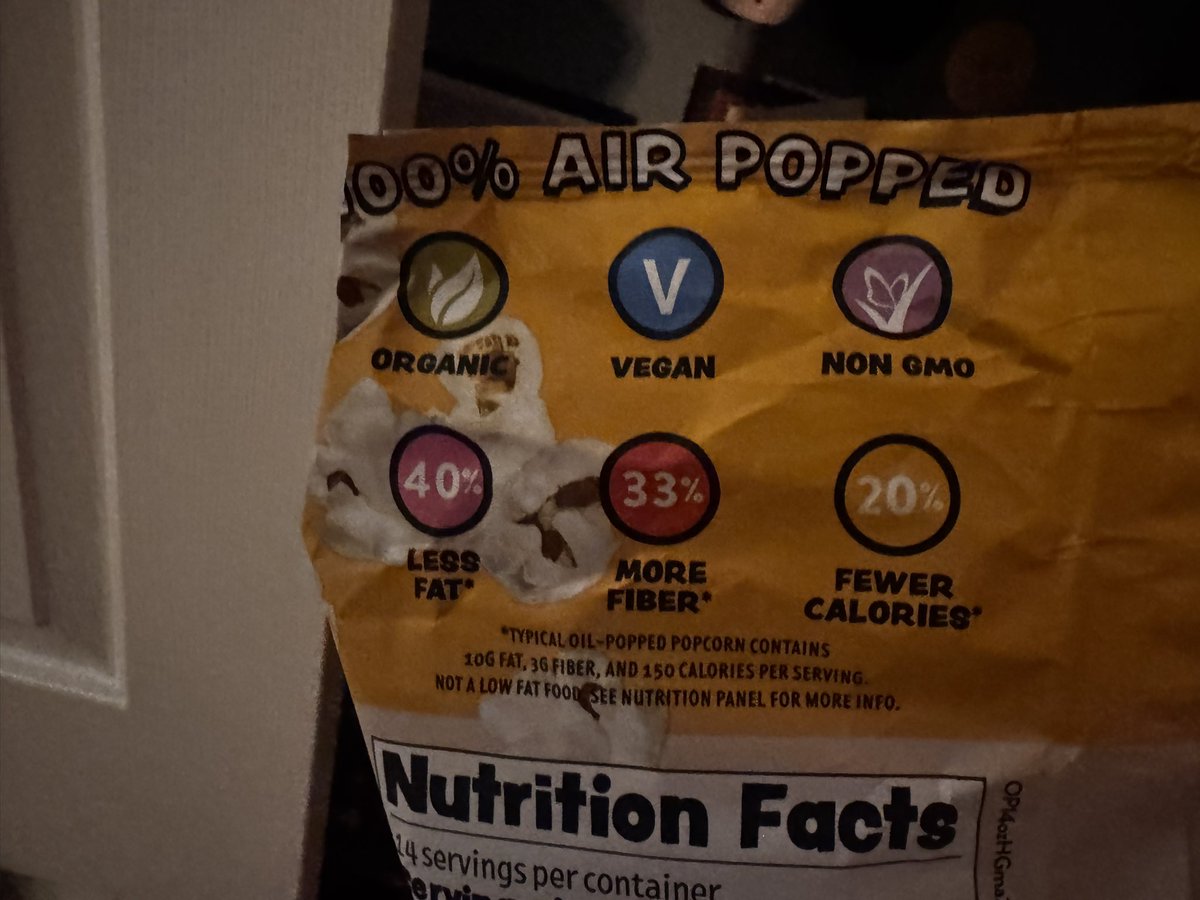 100% AIR POPPED
V
ORGANIC VEGAN NON GMO
40% 33% 20%
LESS FAT* MORE FIBER* FEWER CALORIES*
*TYPICAL OIL-POPPED POPCORN CONTAINS
10G FAT, 3G FIBER, AND 150 CALORIES PER SERVING.
NOT A LOW FAT FOOD. SEE NUTRITION PANEL FOR MORE INFO.
Nutrition Facts
14 servings per container